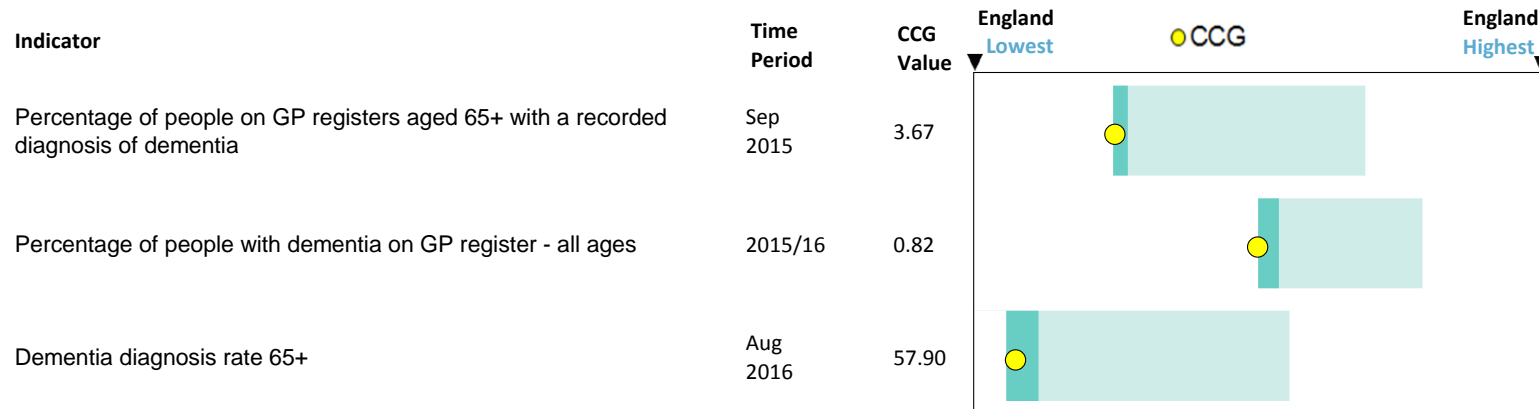 Indicator
Time
Period
CCG
Value
England
Lowest
CCG
England
Highest
Percentage of people on GP registers aged 65+ with a recorded
diagnosis of dementia
Sep
2015
3.67
Percentage of people with dementia on GP register - all ages
2015/16
0.82
Dementia diagnosis rate 65+
Aug
2016
57.90